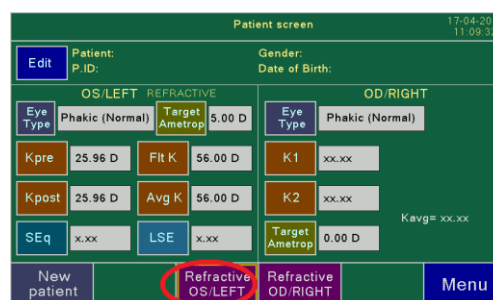 Patient screen
17-04-20
11:09:32
Edit
Patient:
P.ID:
Gender:
Date of Birth:
OS/LEFT REFRACTIVE
Eye Type
Phakic (Normal)
Target Ametrop
5.00 D
Kpre
25.96 D
Flt K
56.00 D
Kpost
25.96 D
Avg K
56.00 D
SEq
x.xx
LSE
x.xx
OD/RIGHT
Eye Type
Phakic (Normal)
K1
xx.xx
K2
xx.xx
Kavg= xx.xx
Target Ametrop
0.00 D
New patient
Refractive OS/LEFT
Refractive OD/RIGHT
Menu